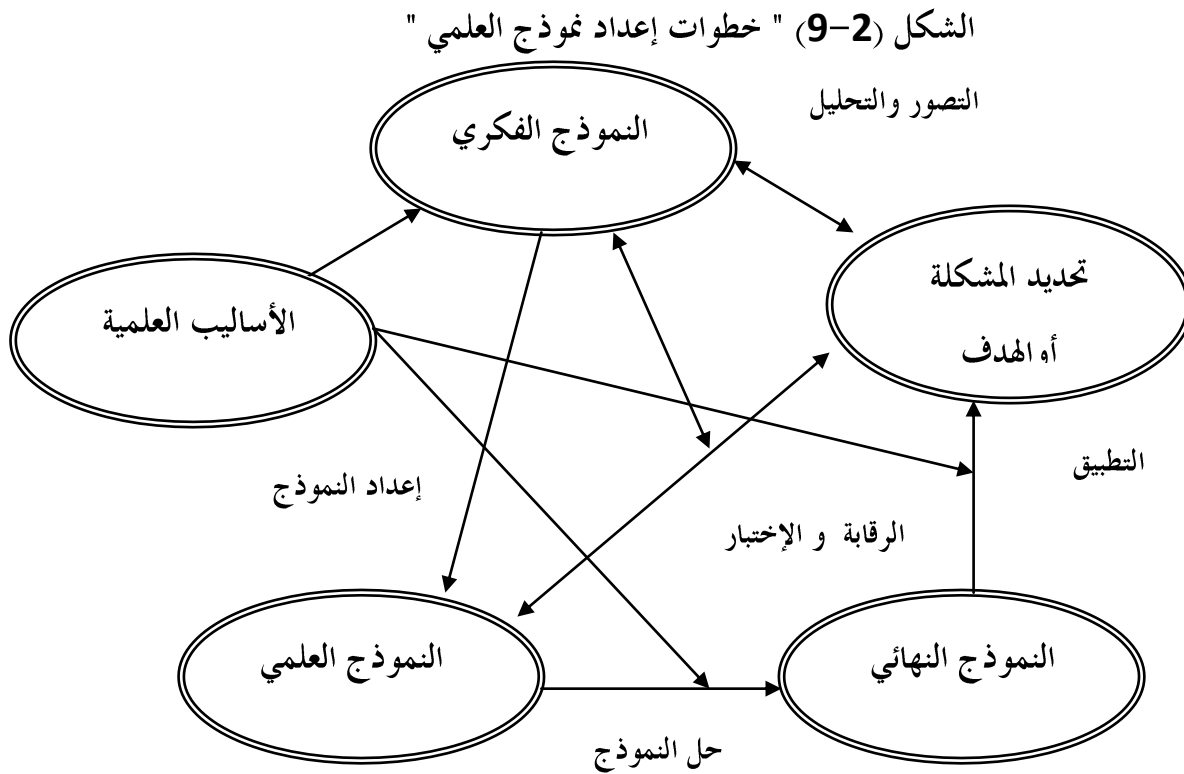 الشكل (2-9) " خطوات إعداد نموذج العلمي "
التصور والتحليل
النموذج الفكري
تحديد المشكلة
أو الهدف
الأساليب العلمية
التطبيق
إعداد النموذج
الرقابة و الإختبار
النموذج العلمي
النموذج النهائي
حل النموذج